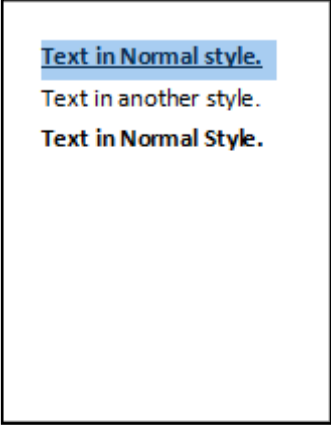 Text in Normal style.
Text in another style.
Text in Normal Style.